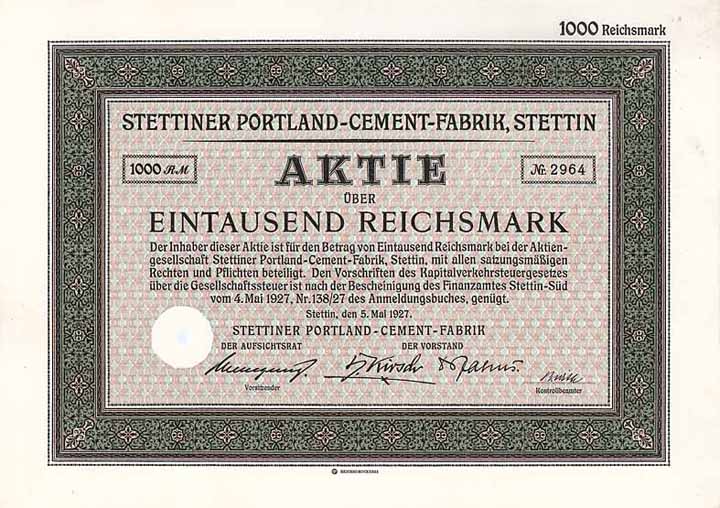 1000 Reichsmark
STETTINER PORTLAND-CEMENT-FABRIK, STETTIN
1000 RM
AKTIE
Nr. 2964
ÜBER
EINTAUSEND REICHSMARK
Der Inhaber dieser Aktie ist für den Betrag von Eintausend Reichsmark bei der Aktien-
gesellschaft Stettiner Portland-Cement-Fabrik, Stettin, mit allen satzungsmäßigen
Rechten und Pflichten beteiligt. Den Vorschriften des Kapitalverkehrsteuergesetzes
über die Gesellschaftssteuer ist nach der Bescheinigung des Finanzamtes Stettin-Süd
vom 4. Mai 1927, Nr. 138/27 des Anmeldungsbuches, genügt.
Stettin, den 5. Mai 1927.
STETTINER PORTLAND-CEMENT-FABRIK
DER AUFSICHTSRAT DER VORSTAND
Kirsch
Vorsitzender
Kontrollbeamter
REICHSDRUCKEREI